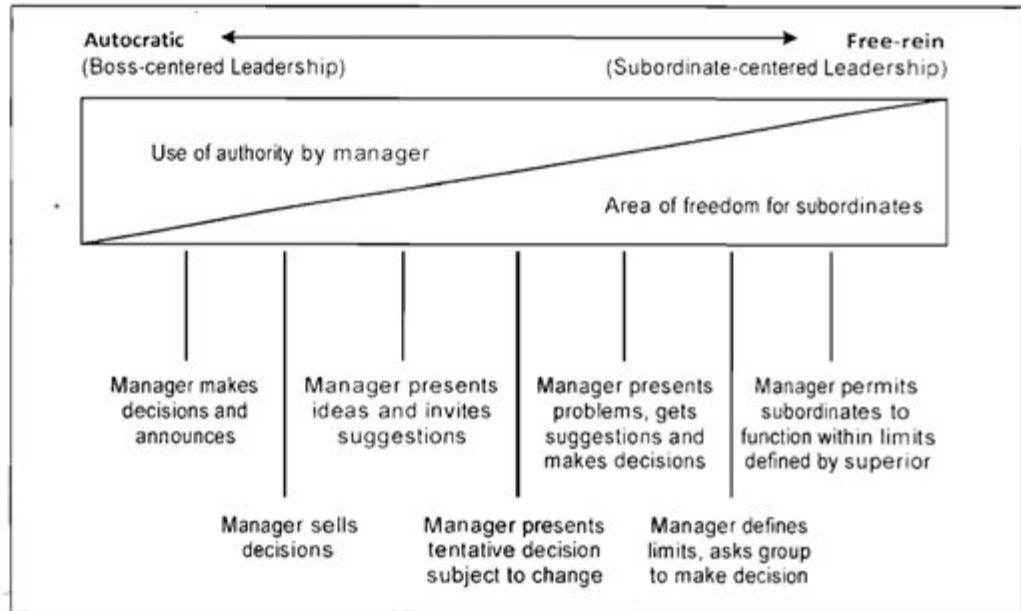 Autocratic
Free-rein
(Boss-centered Leadership)
(Subordinate-centered Leadership)
Use of authority by manager
Area of freedom for subordinates
Manager makes
decisions and
announces
Manager presents
ideas and invites
suggestions
Manager presents
problems, gets
suggestions and
makes decisions
Manager permits
subordinates to
function within limits
defined by superior
Manager sells
decisions
Manager presents
tentative decision
subject to change
Manager defines
limits, asks group
to make decision